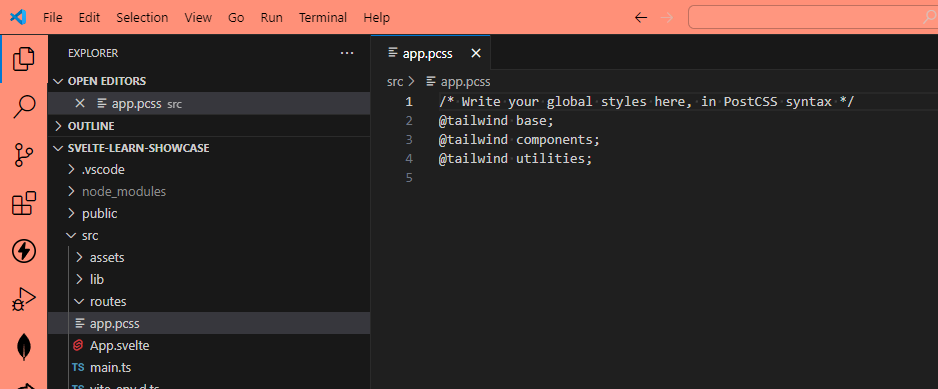 File Edit Selection View Go Run Terminal Help
EXPLORER
OPEN EDITORS
app.pcss src
OUTLINE
SVELTE-LEARN-SHOWCASE
.vscode
node_modules
public
src
assets
lib
routes
app.pcss
App.svelte
TS main.ts
TS vite-env.d.ts
app.pcss
src > app.pcss
1 /* Write your global styles here, in PostCSS syntax */
2 @tailwind base;
3 @tailwind components;
4 @tailwind utilities;
5